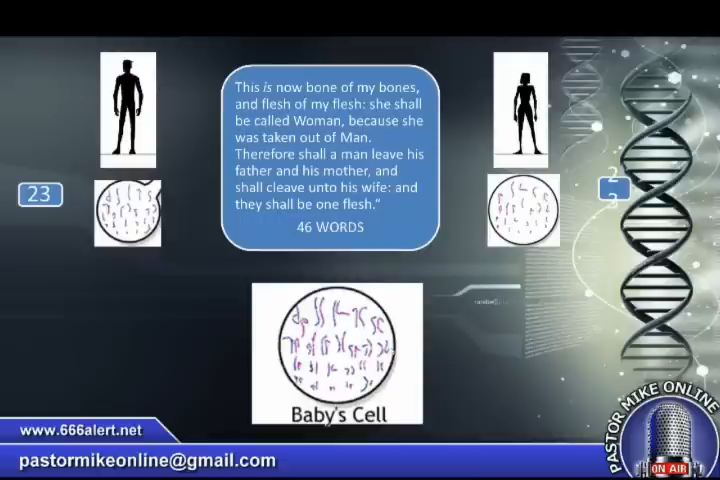 This is now bone of my bones,
and flesh of my flesh: she shall
be called Woman, because she
was taken out of Man.
Therefore shall a man leave his
father and his mother, and
shall cleave unto his wife: and
they shall be one flesh.”
46 WORDS
23
2
3
Baby's Cell
www.666alert.net
pastormikeonline@gmail.com
PASTOR MIKE ONLINE
ON AIR